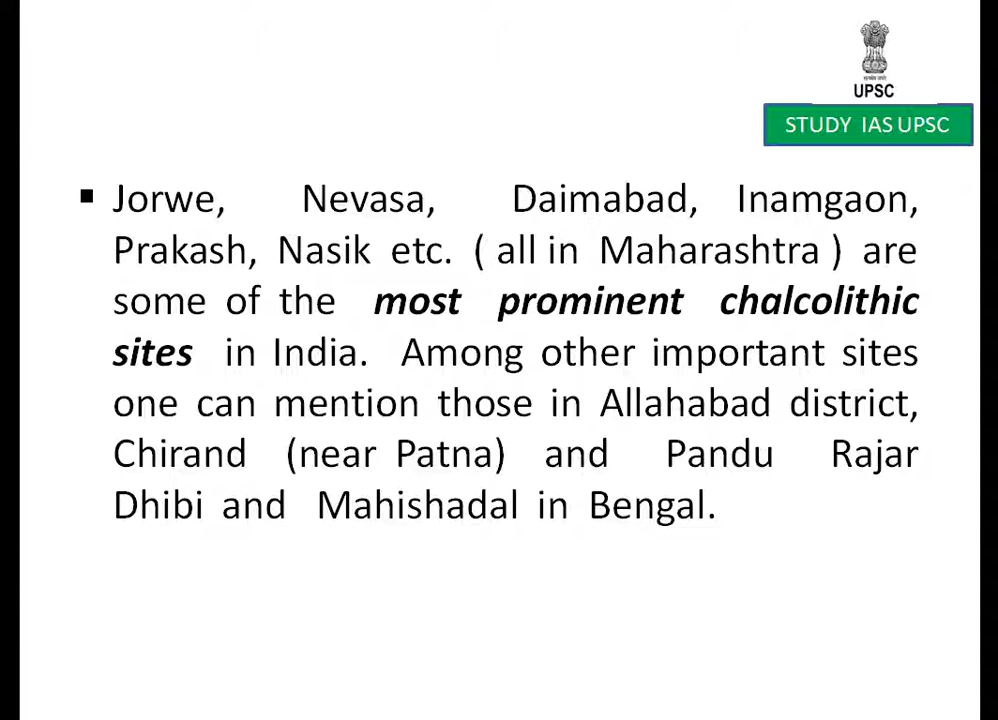 UPSC
STUDY IAS UPSC
▪ Jorwe, Nevasa, Daimabad, Inamgaon,
Prakash, Nasik etc. ( all in Maharashtra ) are
some of the most prominent chalcolithic
sites in India. Among other important sites
one can mention those in Allahabad district,
Chirand (near Patna) and Pandu Rajar
Dhibi and Mahishadal in Bengal.